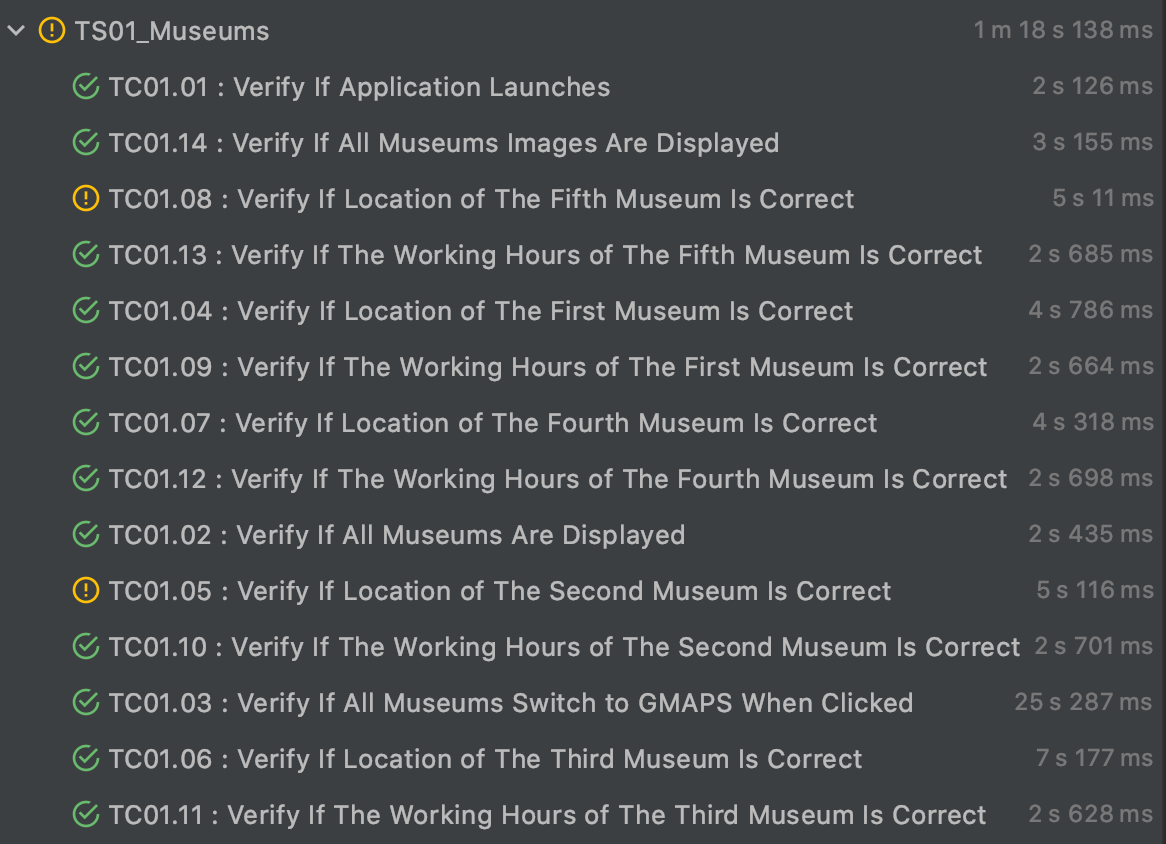 TS01_Museums 1 m 18 s 138 ms
TC01.01 : Verify If Application Launches 2 s 126 ms
TC01.14 : Verify If All Museums Images Are Displayed 3 s 155 ms
TC01.08 : Verify If Location of The Fifth Museum Is Correct 5 s 11 ms
TC01.13 : Verify If The Working Hours of The Fifth Museum Is Correct 2 s 685 ms
TC01.04 : Verify If Location of The First Museum Is Correct 4 s 786 ms
TC01.09 : Verify If The Working Hours of The First Museum Is Correct 2 s 664 ms
TC01.07 : Verify If Location of The Fourth Museum Is Correct 4 s 318 ms
TC01.12 : Verify If The Working Hours of The Fourth Museum Is Correct 2 s 698 ms
TC01.02 : Verify If All Museums Are Displayed 2 s 435 ms
TC01.05 : Verify If Location of The Second Museum Is Correct 5 s 116 ms
TC01.10 : Verify If The Working Hours of The Second Museum Is Correct 2 s 701 ms
TC01.03 : Verify If All Museums Switch to GMAPS When Clicked 25 s 287 ms
TC01.06 : Verify If Location of The Third Museum Is Correct 7 s 177 ms
TC01.11 : Verify If The Working Hours of The Third Museum Is Correct 2 s 628 ms